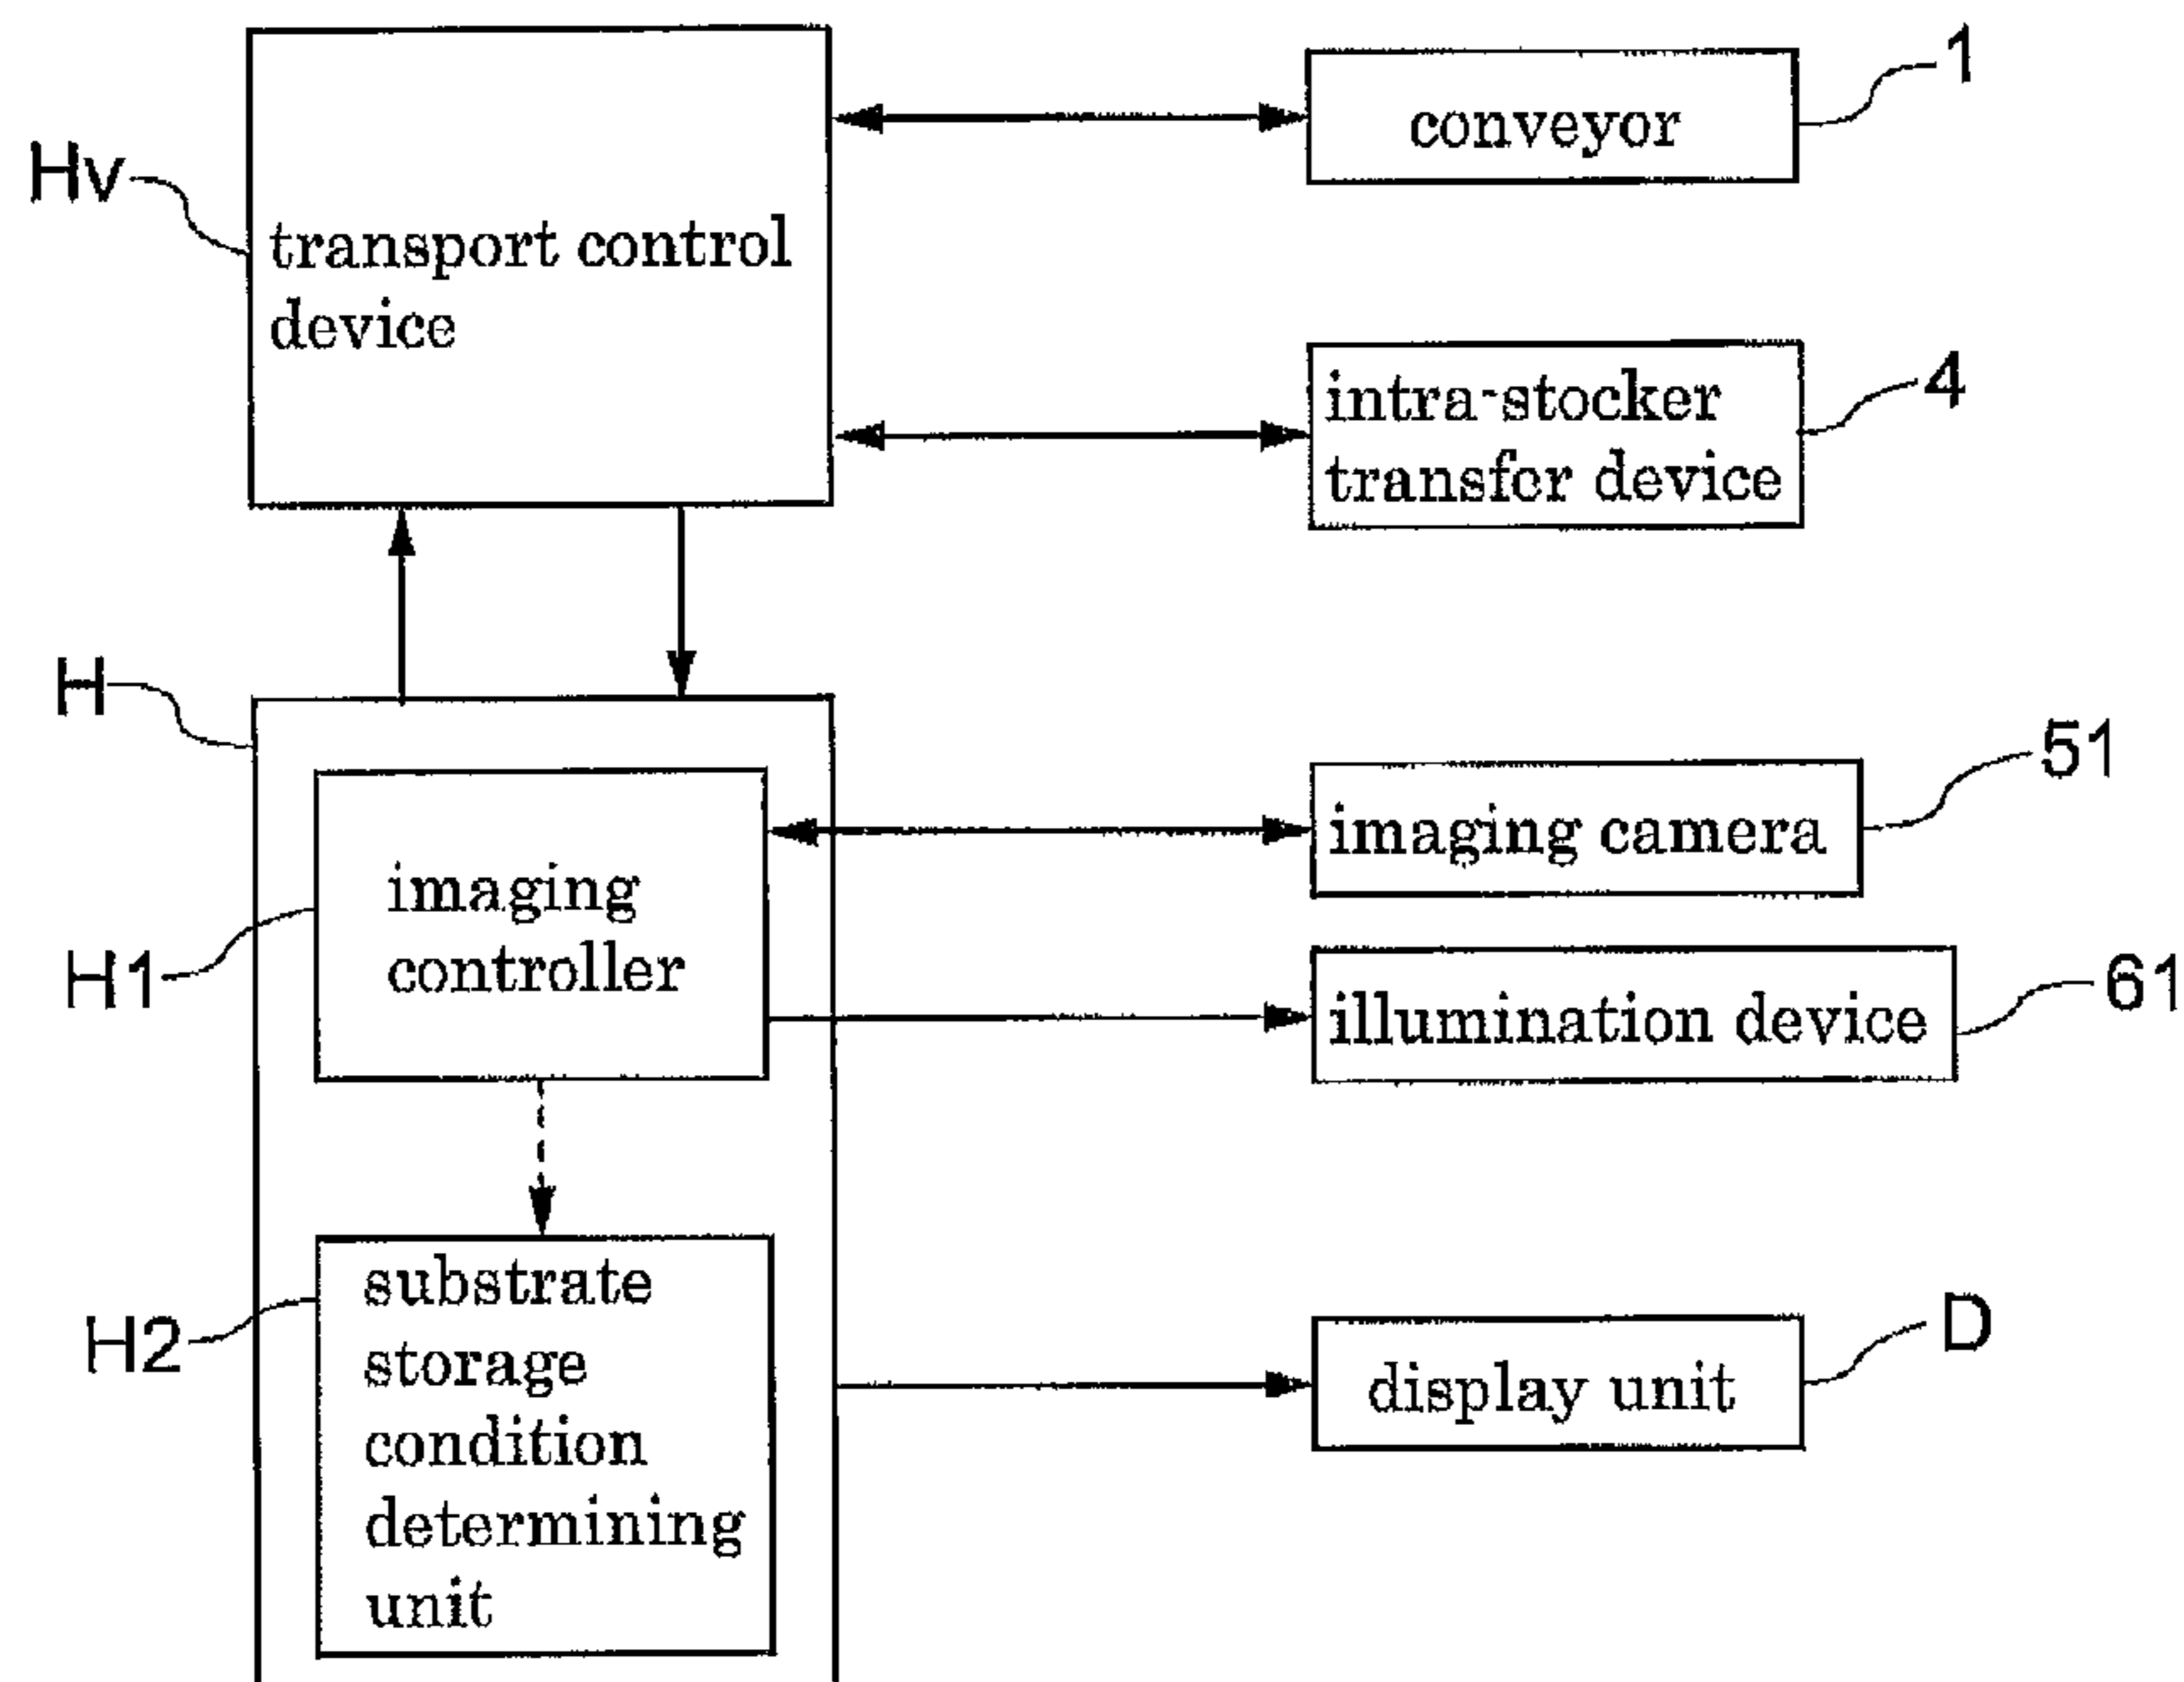 1
conveyor
Hv
transport control
device
4
intra-stocker
transfer device
H
51
imaging camera
imaging
controller
H1
61
illumination device
substrate
storage
condition
determining
unit
H2
D
display unit